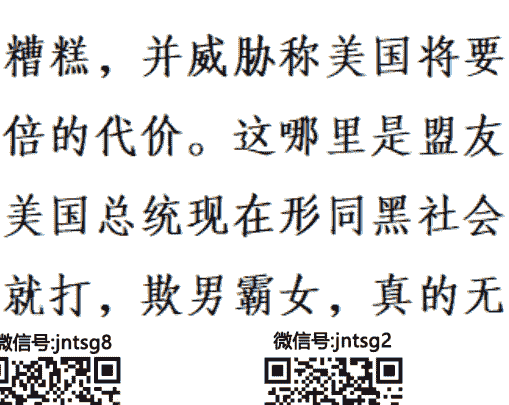 糟糕，并威胁称美国将要
倍的代价。这哪里是盟友
美国总统现在形同黑社会
就打，欺男霸女，真的无
微信号:jntsg8
微信号:jntsg2